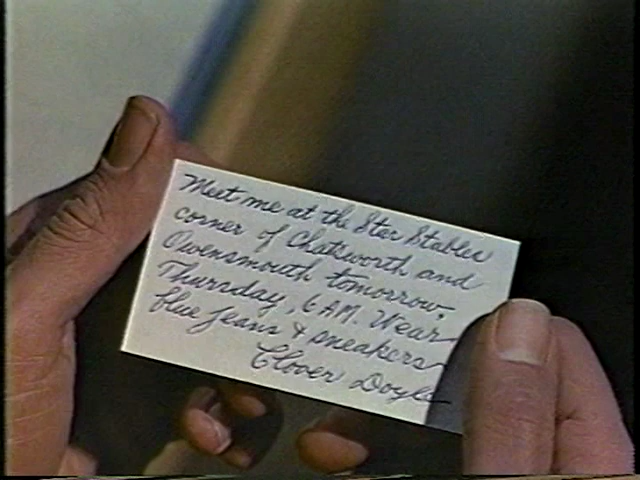 Meet me at the Star Stables
corner of Chatsworth and
Owensmouth tomorrow,
Thursday, 6 AM. Wear
blue jeans & sneakers
Clover Doyle